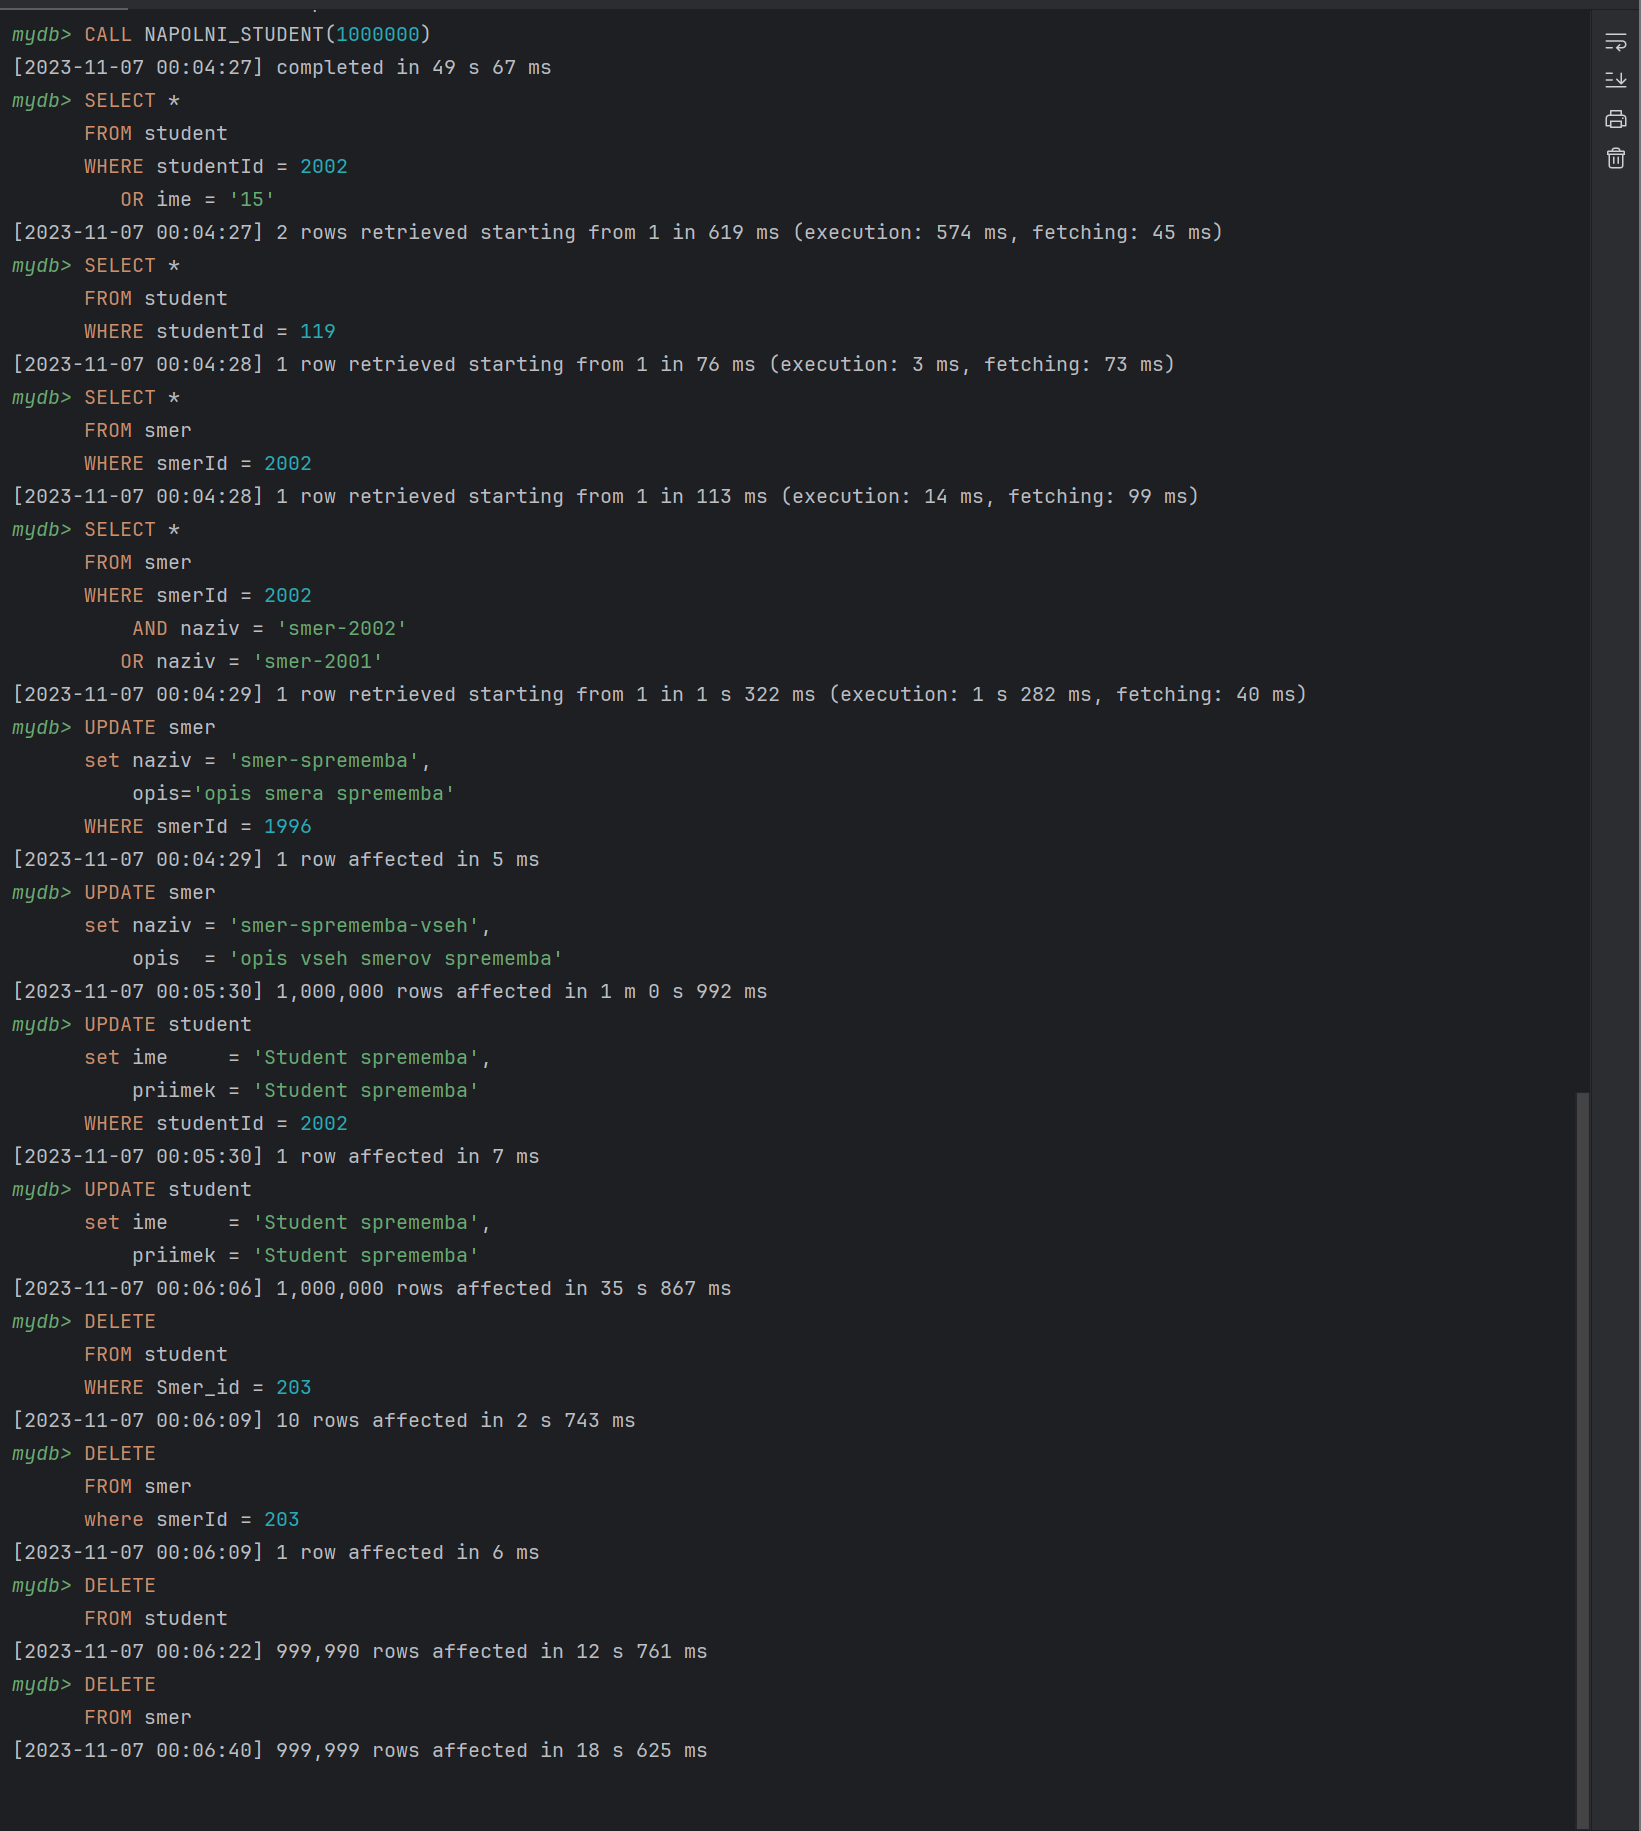 mydb> CALL NAPOLNI_STUDENT(1000000)
[2023-11-07 00:04:27] completed in 49 s 67 ms
mydb> SELECT *
      FROM student
      WHERE studentId = 2002
         OR ime = '15'
[2023-11-07 00:04:27] 2 rows retrieved starting from 1 in 619 ms (execution: 574 ms, fetching: 45 ms)
mydb> SELECT *
      FROM student
      WHERE studentId = 119
[2023-11-07 00:04:28] 1 row retrieved starting from 1 in 76 ms (execution: 3 ms, fetching: 73 ms)
mydb> SELECT *
      FROM smer
      WHERE smerId = 2002
[2023-11-07 00:04:28] 1 row retrieved starting from 1 in 113 ms (execution: 14 ms, fetching: 99 ms)
mydb> SELECT *
      FROM smer
      WHERE smerId = 2002
          AND naziv = 'smer-2002'
         OR naziv = 'smer-2001'
[2023-11-07 00:04:29] 1 row retrieved starting from 1 in 1 s 322 ms (execution: 1 s 282 ms, fetching: 40 ms)
mydb> UPDATE smer
      set naziv = 'smer-sprememba',
          opis='opis smera sprememba'
      WHERE smerId = 1996
[2023-11-07 00:04:29] 1 row affected in 5 ms
mydb> UPDATE smer
      set naziv = 'smer-sprememba-vseh',
          opis  = 'opis vseh smerov sprememba'
[2023-11-07 00:05:30] 1,000,000 rows affected in 1 m 0 s 992 ms
mydb> UPDATE student
      set ime     = 'Student sprememba',
          priimek = 'Student sprememba'
      WHERE studentId = 2002
[2023-11-07 00:05:30] 1 row affected in 7 ms
mydb> UPDATE student
      set ime     = 'Student sprememba',
          priimek = 'Student sprememba'
[2023-11-07 00:06:06] 1,000,000 rows affected in 35 s 867 ms
mydb> DELETE
      FROM student
      WHERE Smer_id = 203
[2023-11-07 00:06:09] 10 rows affected in 2 s 743 ms
mydb> DELETE
      FROM smer
      where smerId = 203
[2023-11-07 00:06:09] 1 row affected in 6 ms
mydb> DELETE
      FROM student
[2023-11-07 00:06:22] 999,990 rows affected in 12 s 761 ms
mydb> DELETE
      FROM smer
[2023-11-07 00:06:40] 999,999 rows affected in 18 s 625 ms